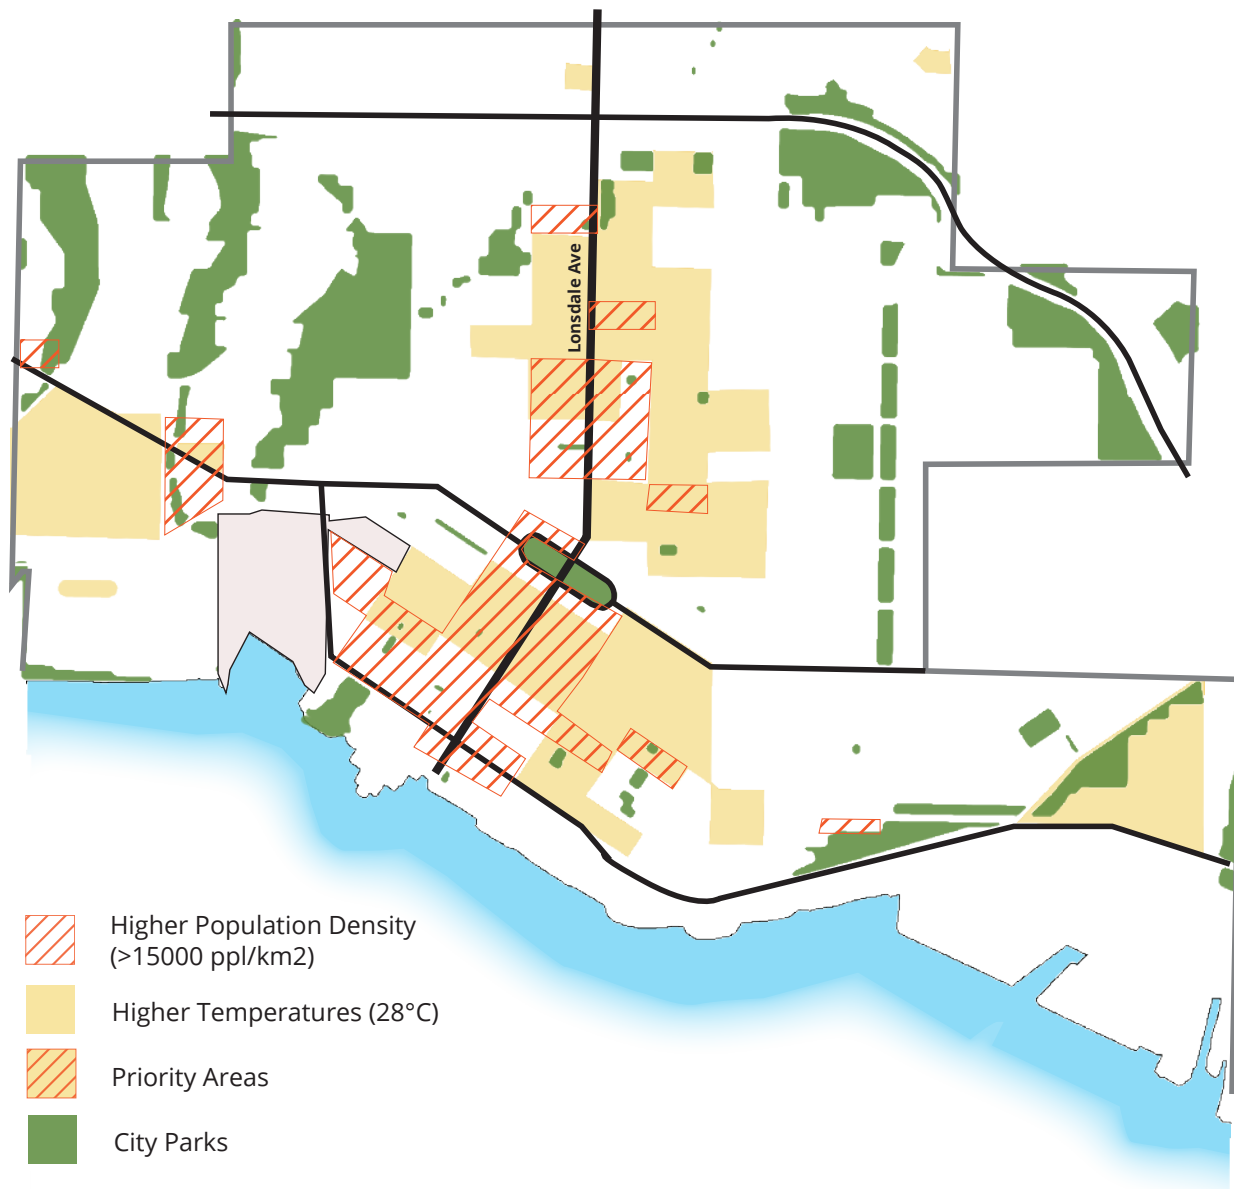 Lonsdale Ave
Higher Population Density
(>15000 ppl/km2)
Higher Temperatures (28°C)
Priority Areas
City Parks